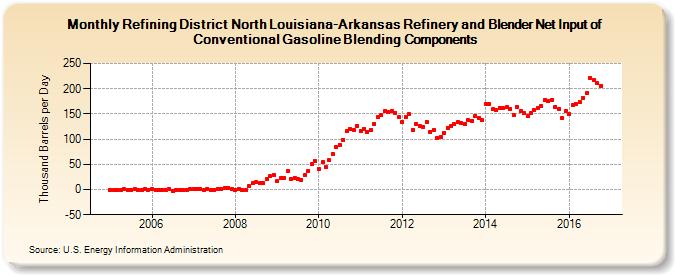 Monthly Refining District North Louisiana-Arkansas Refinery and Blender Net Input of
Conventional Gasoline Blending Components
Thousand Barrels per Day
250
200
150
100
50
0
-50
2006 2008 2010 2012 2014 2016
Source: U.S. Energy Information Administration